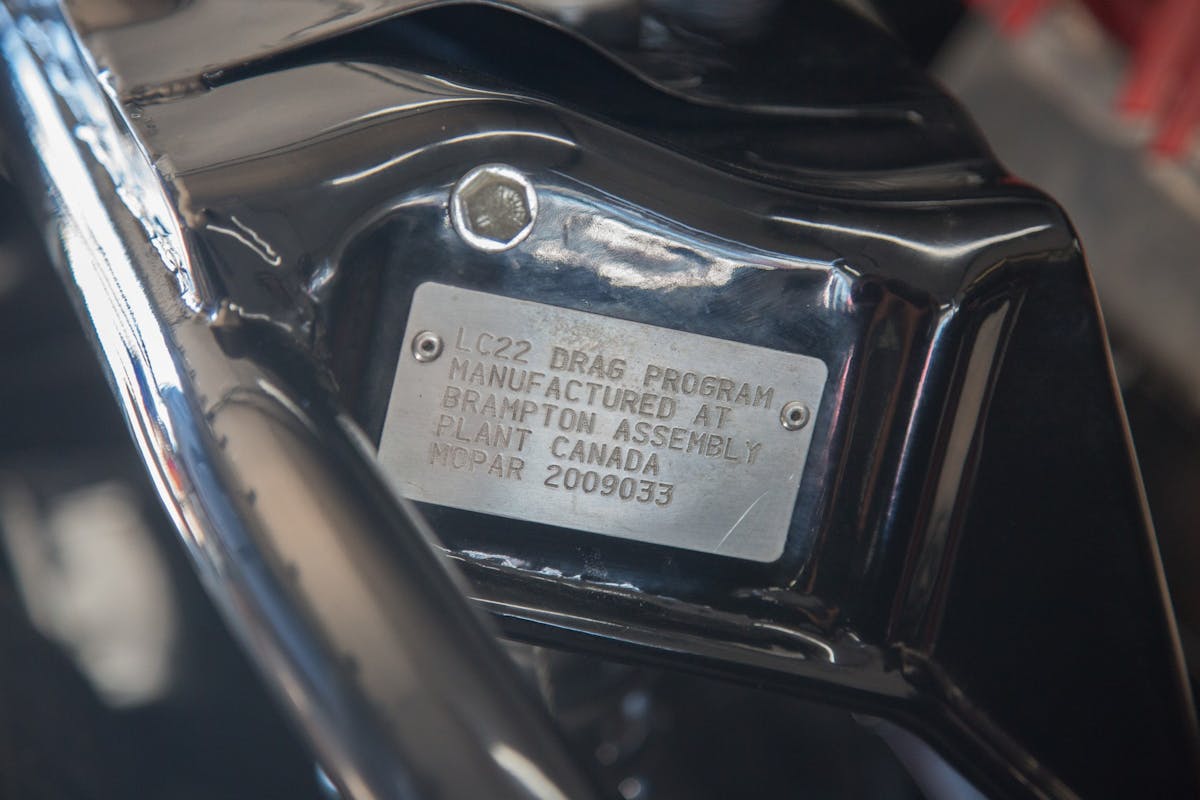 LC22 DRAG PROGRAM
MANUFACTURED AT
BRAMPTON ASSEMBLY
PLANT CANADA
MOPAR 2009033